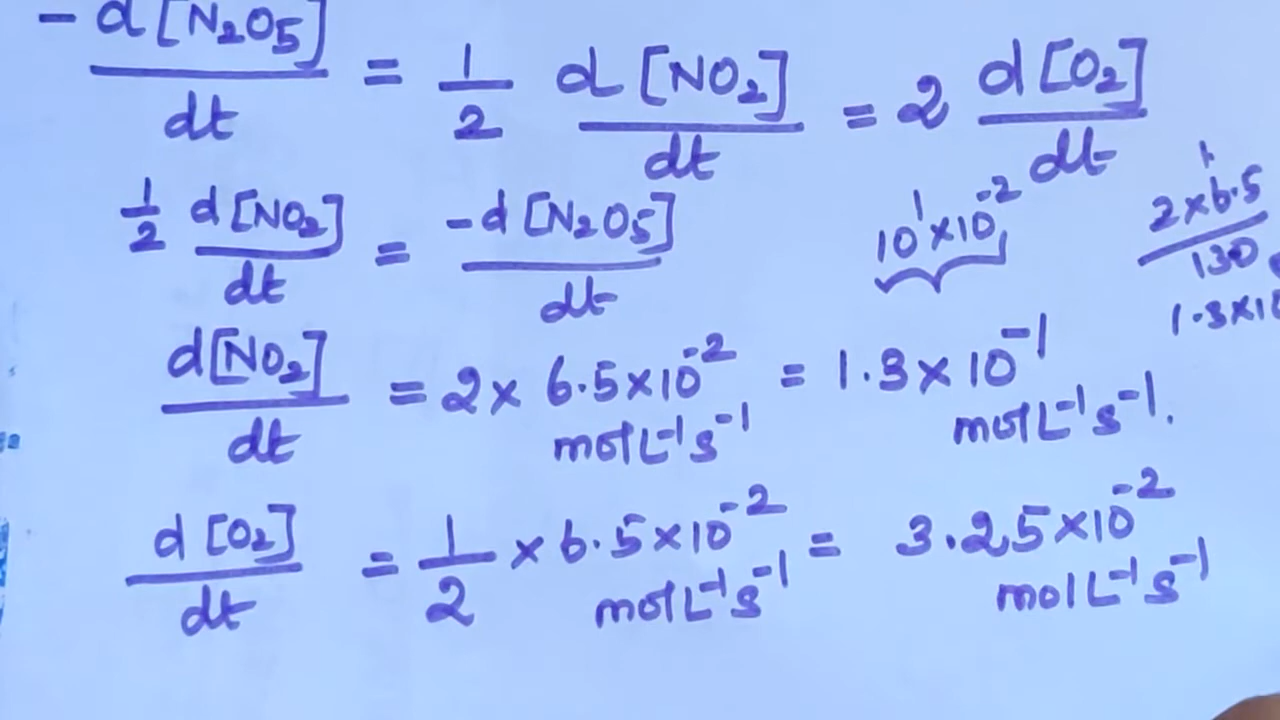 - d[N₂O₅]/dt = 1/2 d[NO₂]/dt = 2 d[O₂]/dt
1/2 d[NO₂]/dt = -d[N₂O₅]/dt
10¹×10⁻²
2×6.5
130
1.3×10
d[NO₂]/dt = 2× 6.5×10⁻² mol L⁻¹ s⁻¹ = 1.3×10⁻¹ mol L⁻¹ s⁻¹.
d[O₂]/dt = 1/2 × 6.5×10⁻² mol L⁻¹ s⁻¹ = 3.25×10⁻² mol L⁻¹ s⁻¹